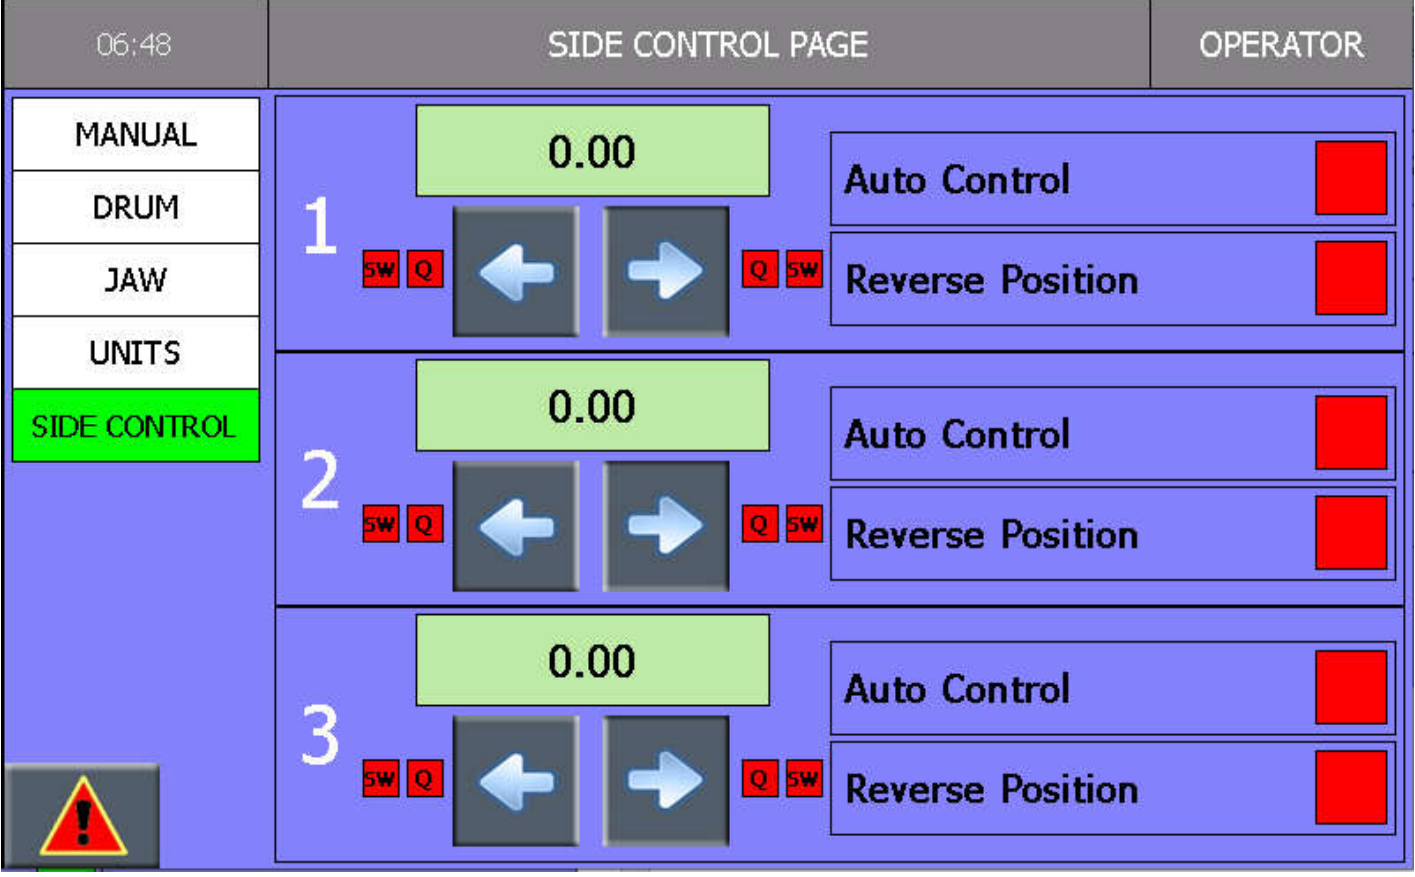 06:48 SIDE CONTROL PAGE OPERATOR
MANUAL
DRUM
JAW
UNITS
SIDE CONTROL
1
0.00
SW Q Q SW
Auto Control
Reverse Position
2
0.00
SW Q Q SW
Auto Control
Reverse Position
3
0.00
SW Q Q SW
Auto Control
Reverse Position